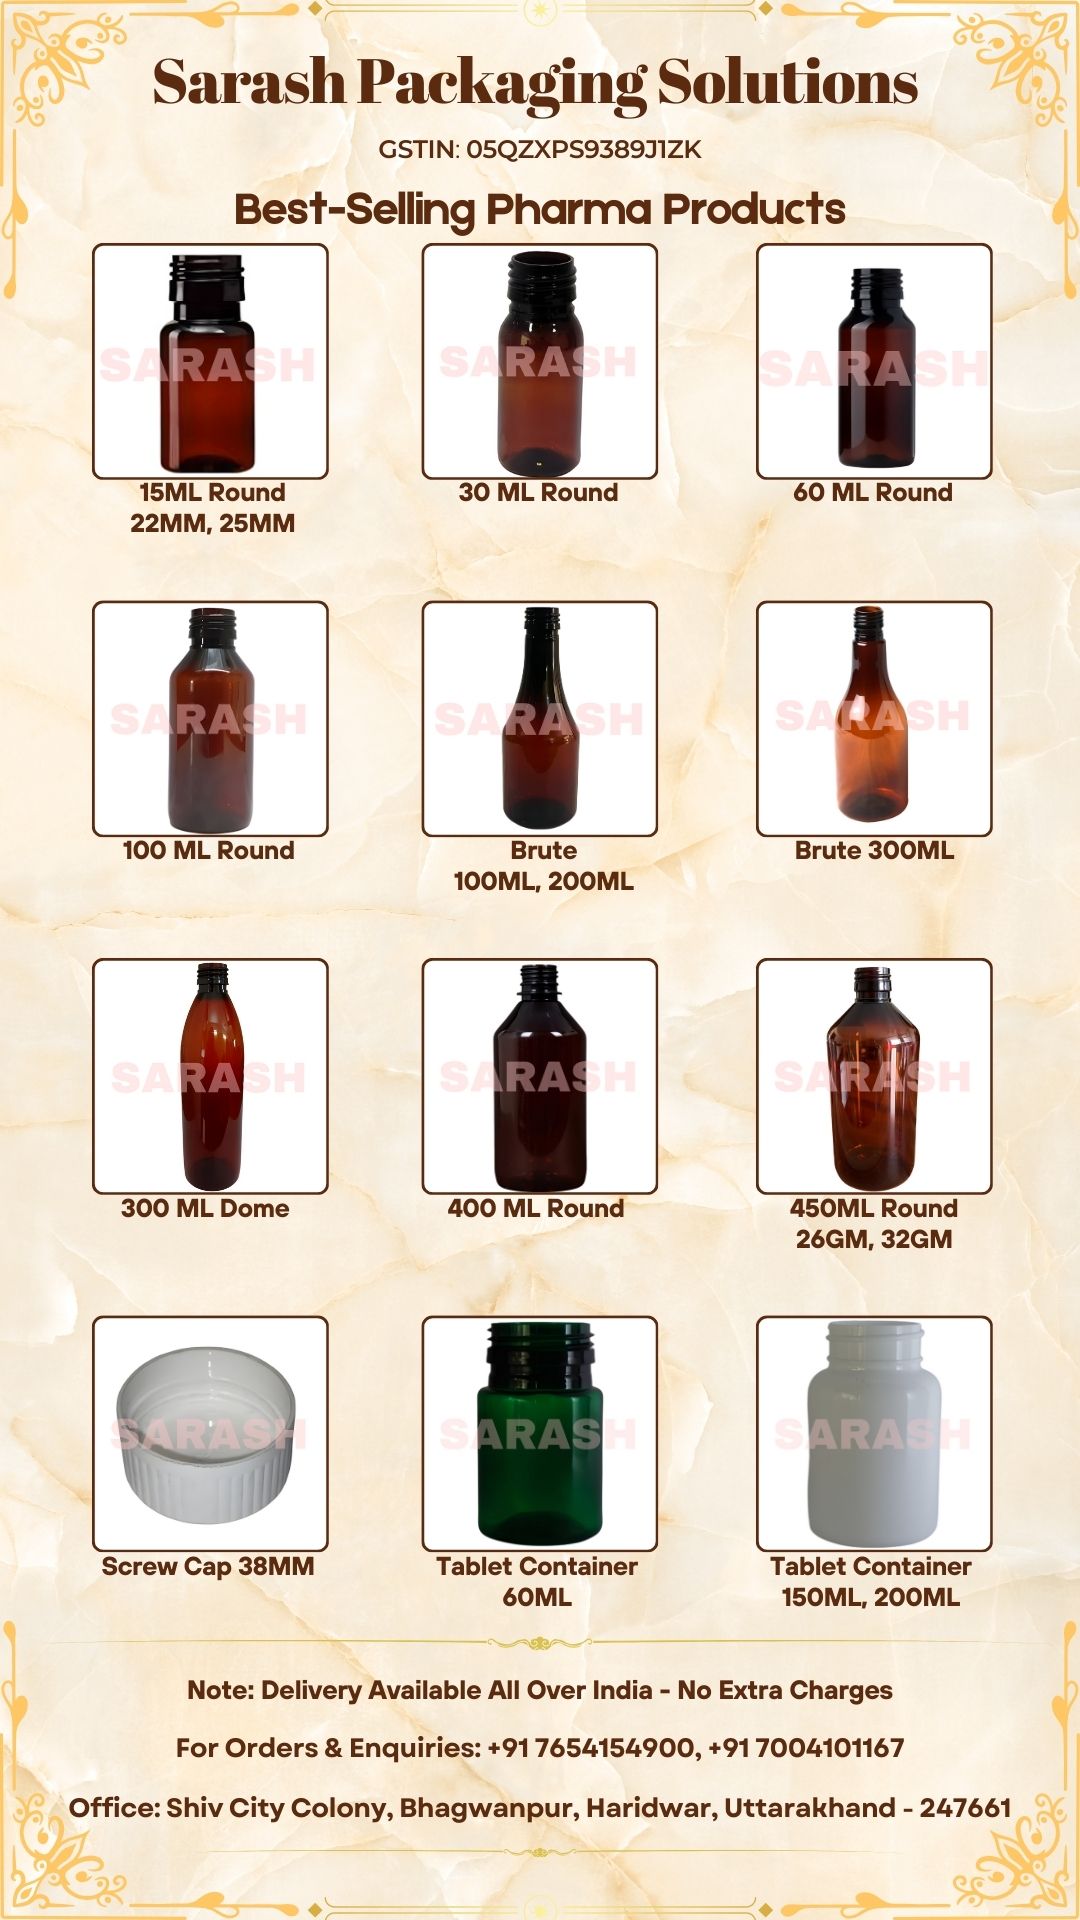 Sarash Packaging Solutions
GSTIN: 05QZXPS9389J1ZK
Best-Selling Pharma Products
SARASH
SARASH
SARASH
15ML Round
22MM, 25MM
30 ML Round
60 ML Round
SARASH
SARASH
SARASH
100 ML Round
Brute
100ML, 200ML
Brute 300ML
SARASH
SARASH
SARASH
300 ML Dome
400 ML Round
450ML Round
26GM, 32GM
SARASH
SARASH
SARASH
Screw Cap 38MM
Tablet Container
60ML
Tablet Container
150ML, 200ML
Note: Delivery Available All Over India - No Extra Charges
For Orders & Enquiries: +91 7654154900, +91 7004101167
Office: Shiv City Colony, Bhagwanpur, Haridwar, Uttarakhand - 247661